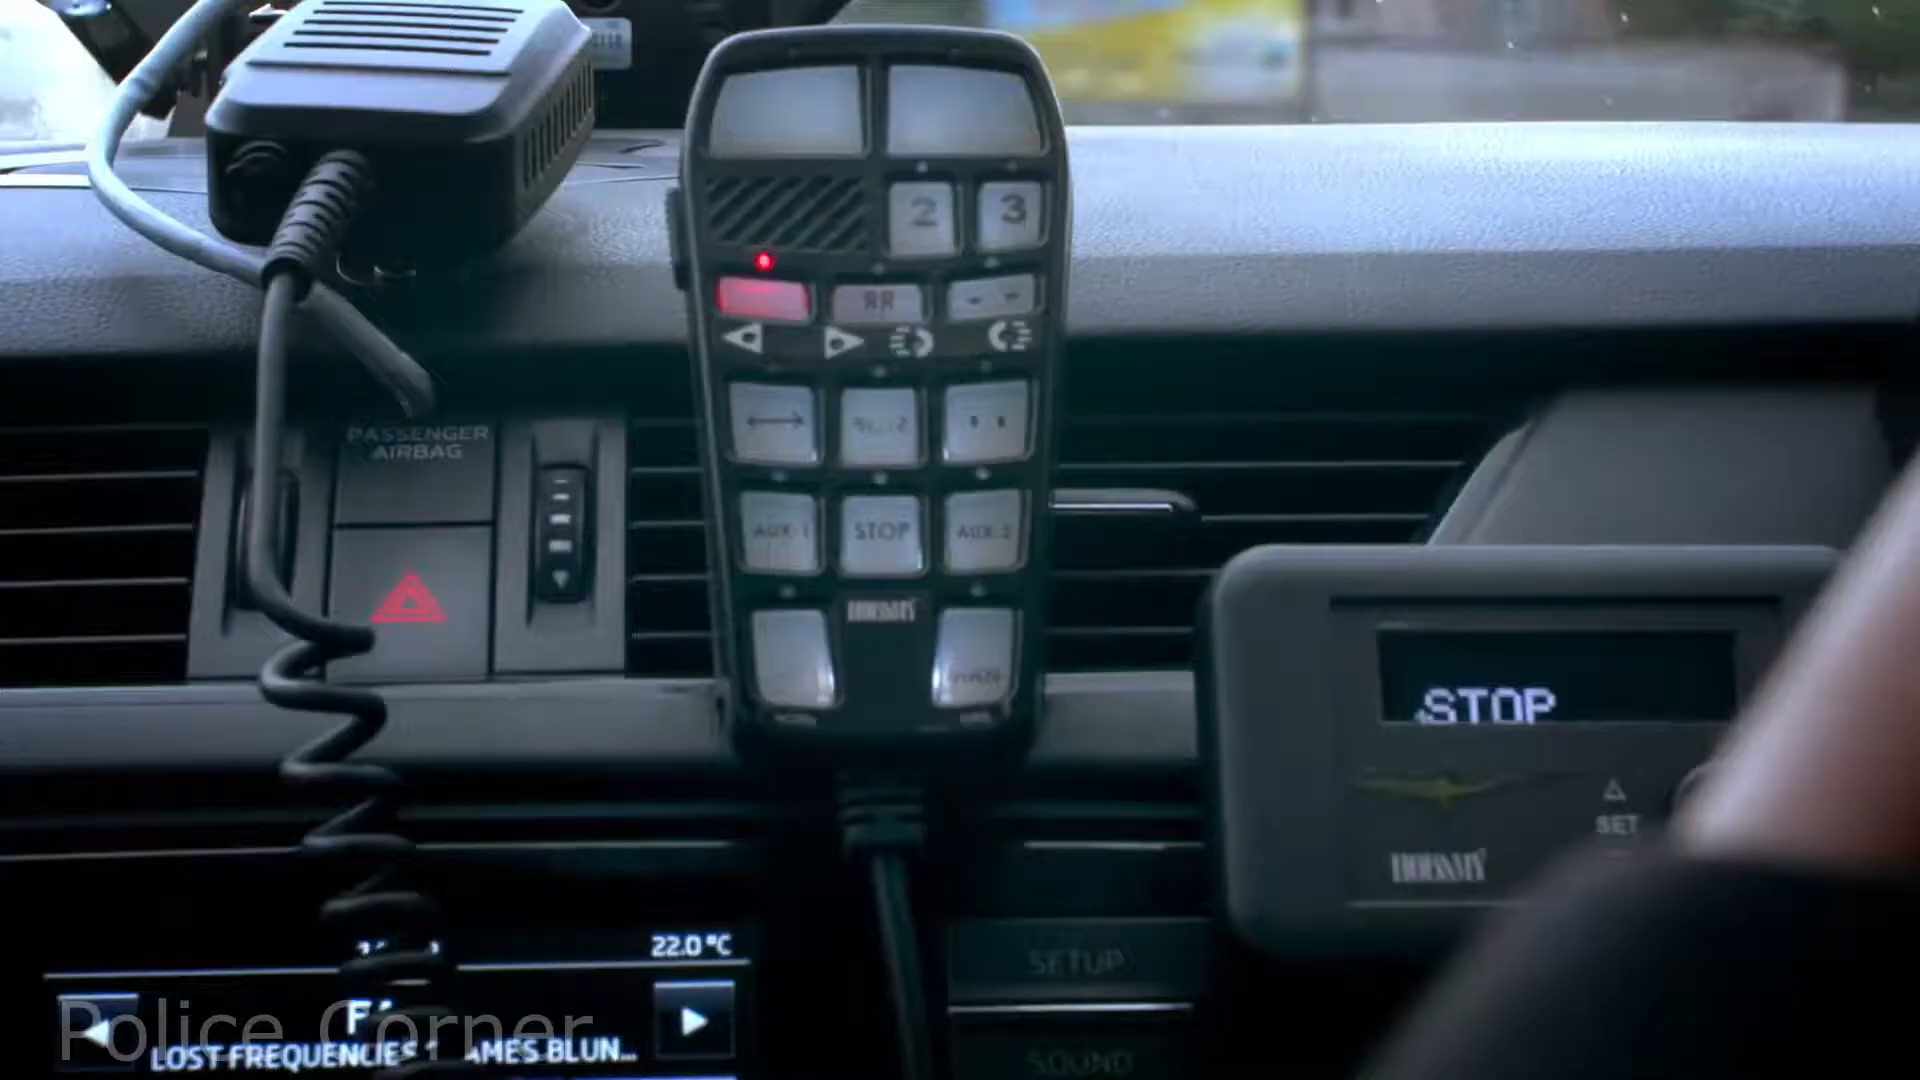 2
3
RR
PASSENGER
AIRBAG
AUX 1
STOP
AUX 2
STOP
SET
22.0 °C
SETUP
Police Corner
LOST FREQUENCIES
AMES BLUN...
SOUND